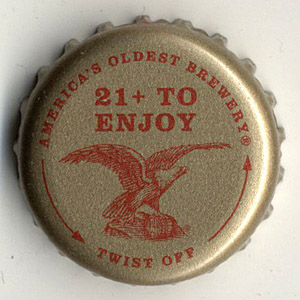 AMERICA'S OLDEST BREWERY®
21+ TO
ENJOY
TWIST OFF